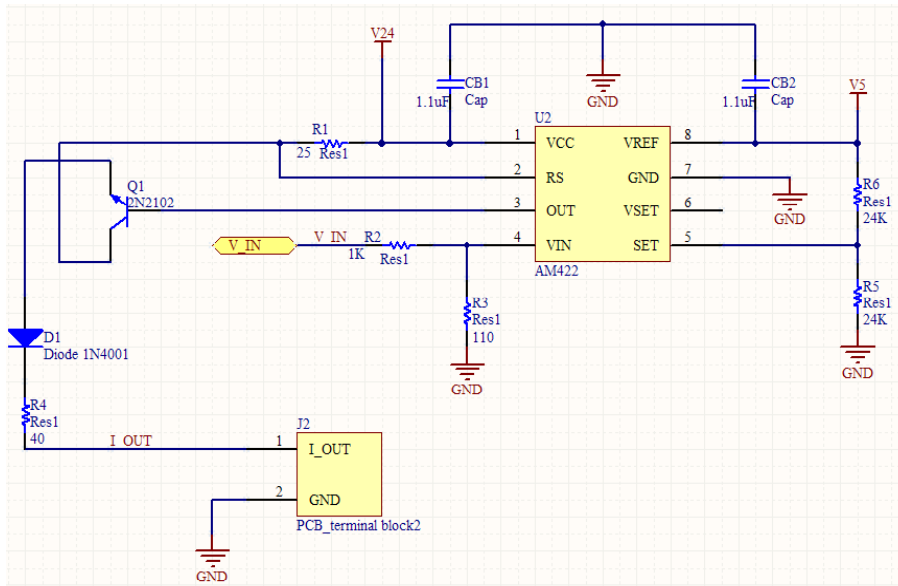 V24
CB1
1.1uF Cap
GND
CB2
1.1uF Cap
V5
U2
R1
25 Res1
1 VCC VREF 8
2 RS GND 7
3 OUT VSET 6
4 VIN SET 5
AM422
GND
R6
Res1
24K
Q1
2N2102
V_IN V_IN R2
1K Res1
R3
Res1
110
GND
R5
Res1
24K
GND
D1
Diode 1N4001
R4
Res1
40
I_OUT
J2
1 I_OUT
2 GND
PCB_terminal block2
GND